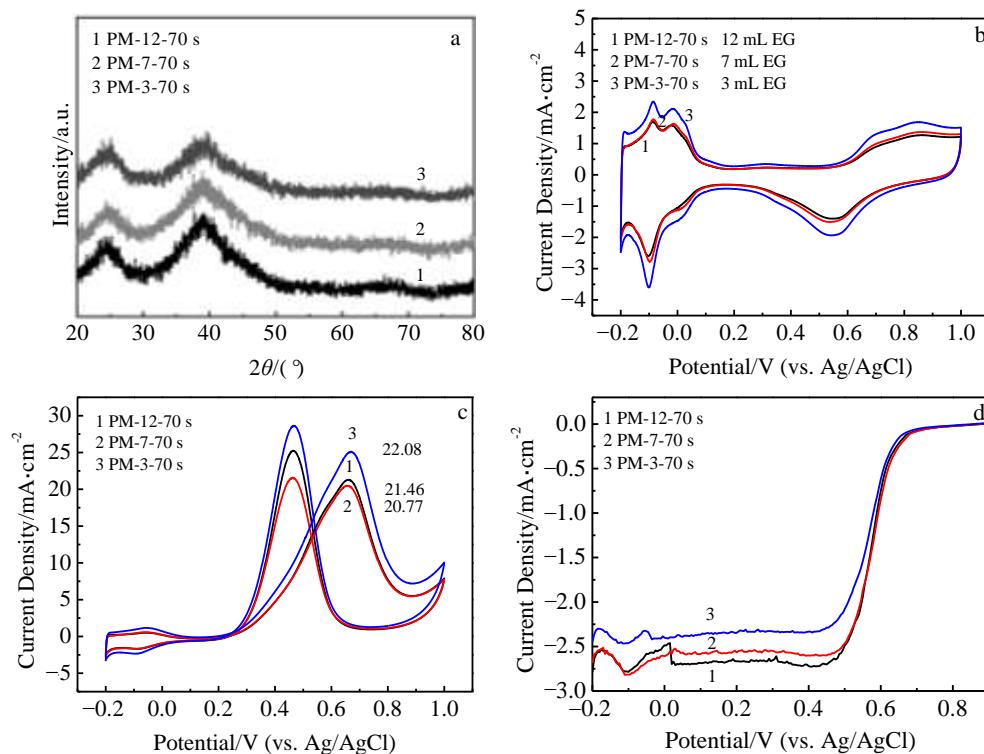 a
1 PM-12-70 s
2 PM-7-70 s
3 PM-3-70 s
3
2
1
Intensity/a.u.
20 30 40 50 60 70 80
2θ/(°)
b
1 PM-12-70 s 12 mL EG
2 PM-7-70 s 7 mL EG
3 PM-3-70 s 3 mL EG
2 3
1
5
4
3
2
1
0
−1
−2
−3
−4
Current Density/mA·cm⁻²
−0.2 0.0 0.2 0.4 0.6 0.8 1.0
Potential/V (vs. Ag/AgCl)
c
1 PM-12-70 s
2 PM-7-70 s
3 PM-3-70 s
3
22.08
1
21.46
20.77
2
30
25
20
15
10
5
0
−5
Current Density/mA·cm⁻²
−0.2 0.0 0.2 0.4 0.6 0.8 1.0
Potential/V (vs. Ag/AgCl)
d
1 PM-12-70 s
2 PM-7-70 s
3 PM-3-70 s
3
2
1
0.0
−0.5
−1.0
−1.5
−2.0
−2.5
−3.0
Current Density/mA·cm⁻²
−0.2 0.0 0.2 0.4 0.6 0.8
Potential/V (vs. Ag/AgCl)